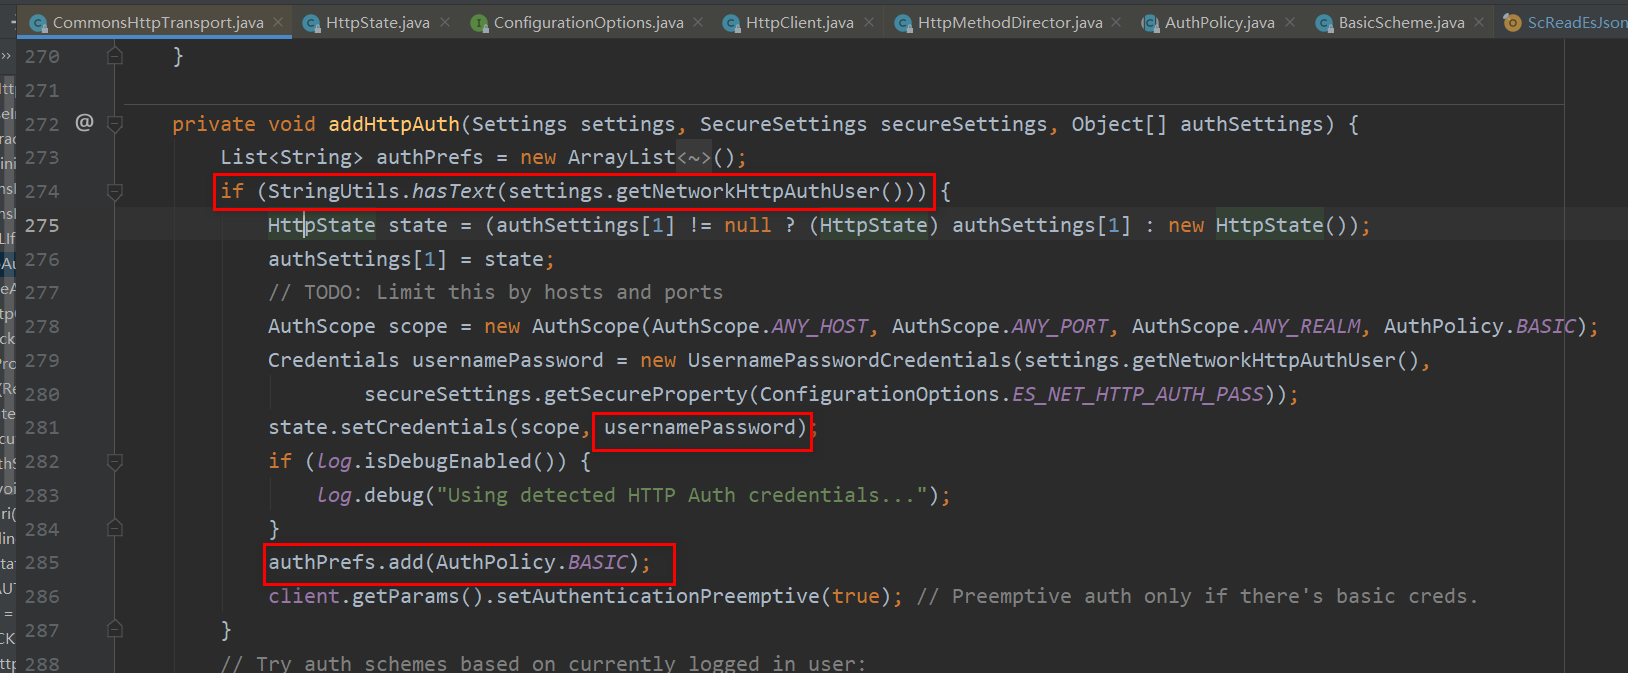 CommonsHttpTransport.java × HttpState.java × ConfigurationOptions.java × HttpClient.java × HttpMethodDirector.java × AuthPolicy.java × BasicScheme.java × ScReadEsJson
270 }
271
272 @ private void addHttpAuth(Settings settings, SecureSettings secureSettings, Object[] authSettings) {
273 List<String> authPrefs = new ArrayList<~>();
274 if (StringUtils.hasText(settings.getNetworkHttpAuthUser())) {
275 HttpState state = (authSettings[1] != null ? (HttpState) authSettings[1] : new HttpState());
276 authSettings[1] = state;
277 // TODO: Limit this by hosts and ports
278 AuthScope scope = new AuthScope(AuthScope.ANY_HOST, AuthScope.ANY_PORT, AuthScope.ANY_REALM, AuthPolicy.BASIC);
279 Credentials usernamePassword = new UsernamePasswordCredentials(settings.getNetworkHttpAuthUser(),
280 secureSettings.getSecureProperty(ConfigurationOptions.ES_NET_HTTP_AUTH_PASS));
281 state.setCredentials(scope, usernamePassword);
282 if (log.isDebugEnabled()) {
283 log.debug("Using detected HTTP Auth credentials...");
284 }
285 authPrefs.add(AuthPolicy.BASIC);
286 client.getParams().setAuthenticationPreemptive(true); // Preemptive auth only if there's basic creds.
287 }
288 // Try auth schemes based on currently logged in user: